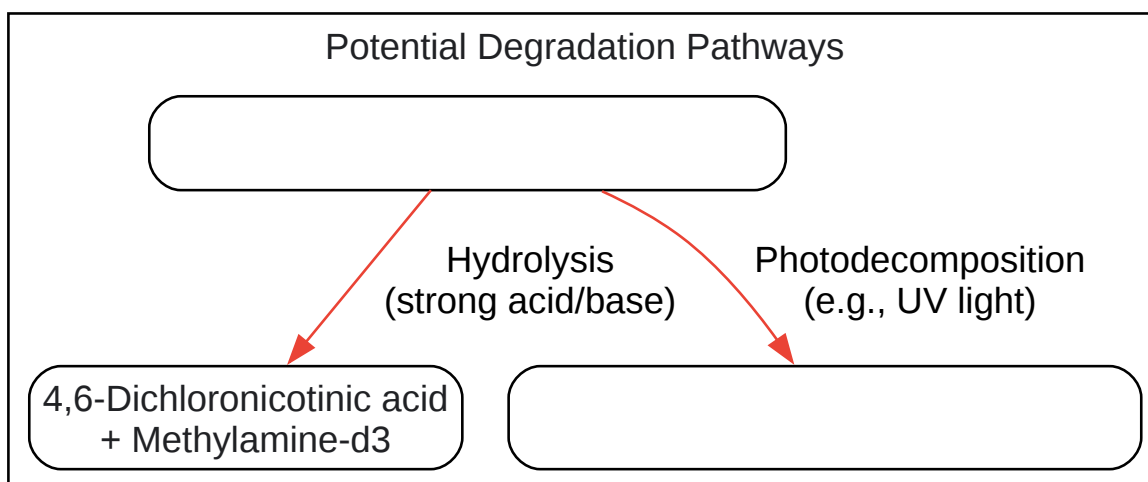 Potential Degradation Pathways
Hydrolysis
(strong acid/base)
Photodecomposition
(e.g., UV light)
4,6-Dichloronicotinic acid
+ Methylamine-d3